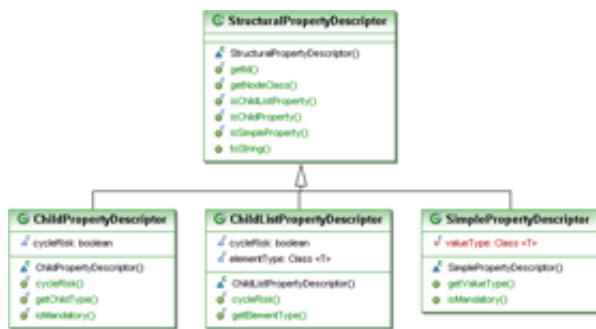 StructuralPropertyDescriptor
StructuralPropertyDescriptor()
getId()
getNodeClass()
isChildListProperty()
isChildProperty()
isSimpleProperty()
toString()
ChildPropertyDescriptor
cycleRisk: boolean
ChildPropertyDescriptor()
cycleRisk()
getChildType()
isMandatory()
ChildListPropertyDescriptor
cycleRisk: boolean
elementType: Class <T>
ChildListPropertyDescriptor()
cycleRisk()
getElementType()
SimplePropertyDescriptor
valueType: Class <T>
SimplePropertyDescriptor()
getValueType()
isMandatory()